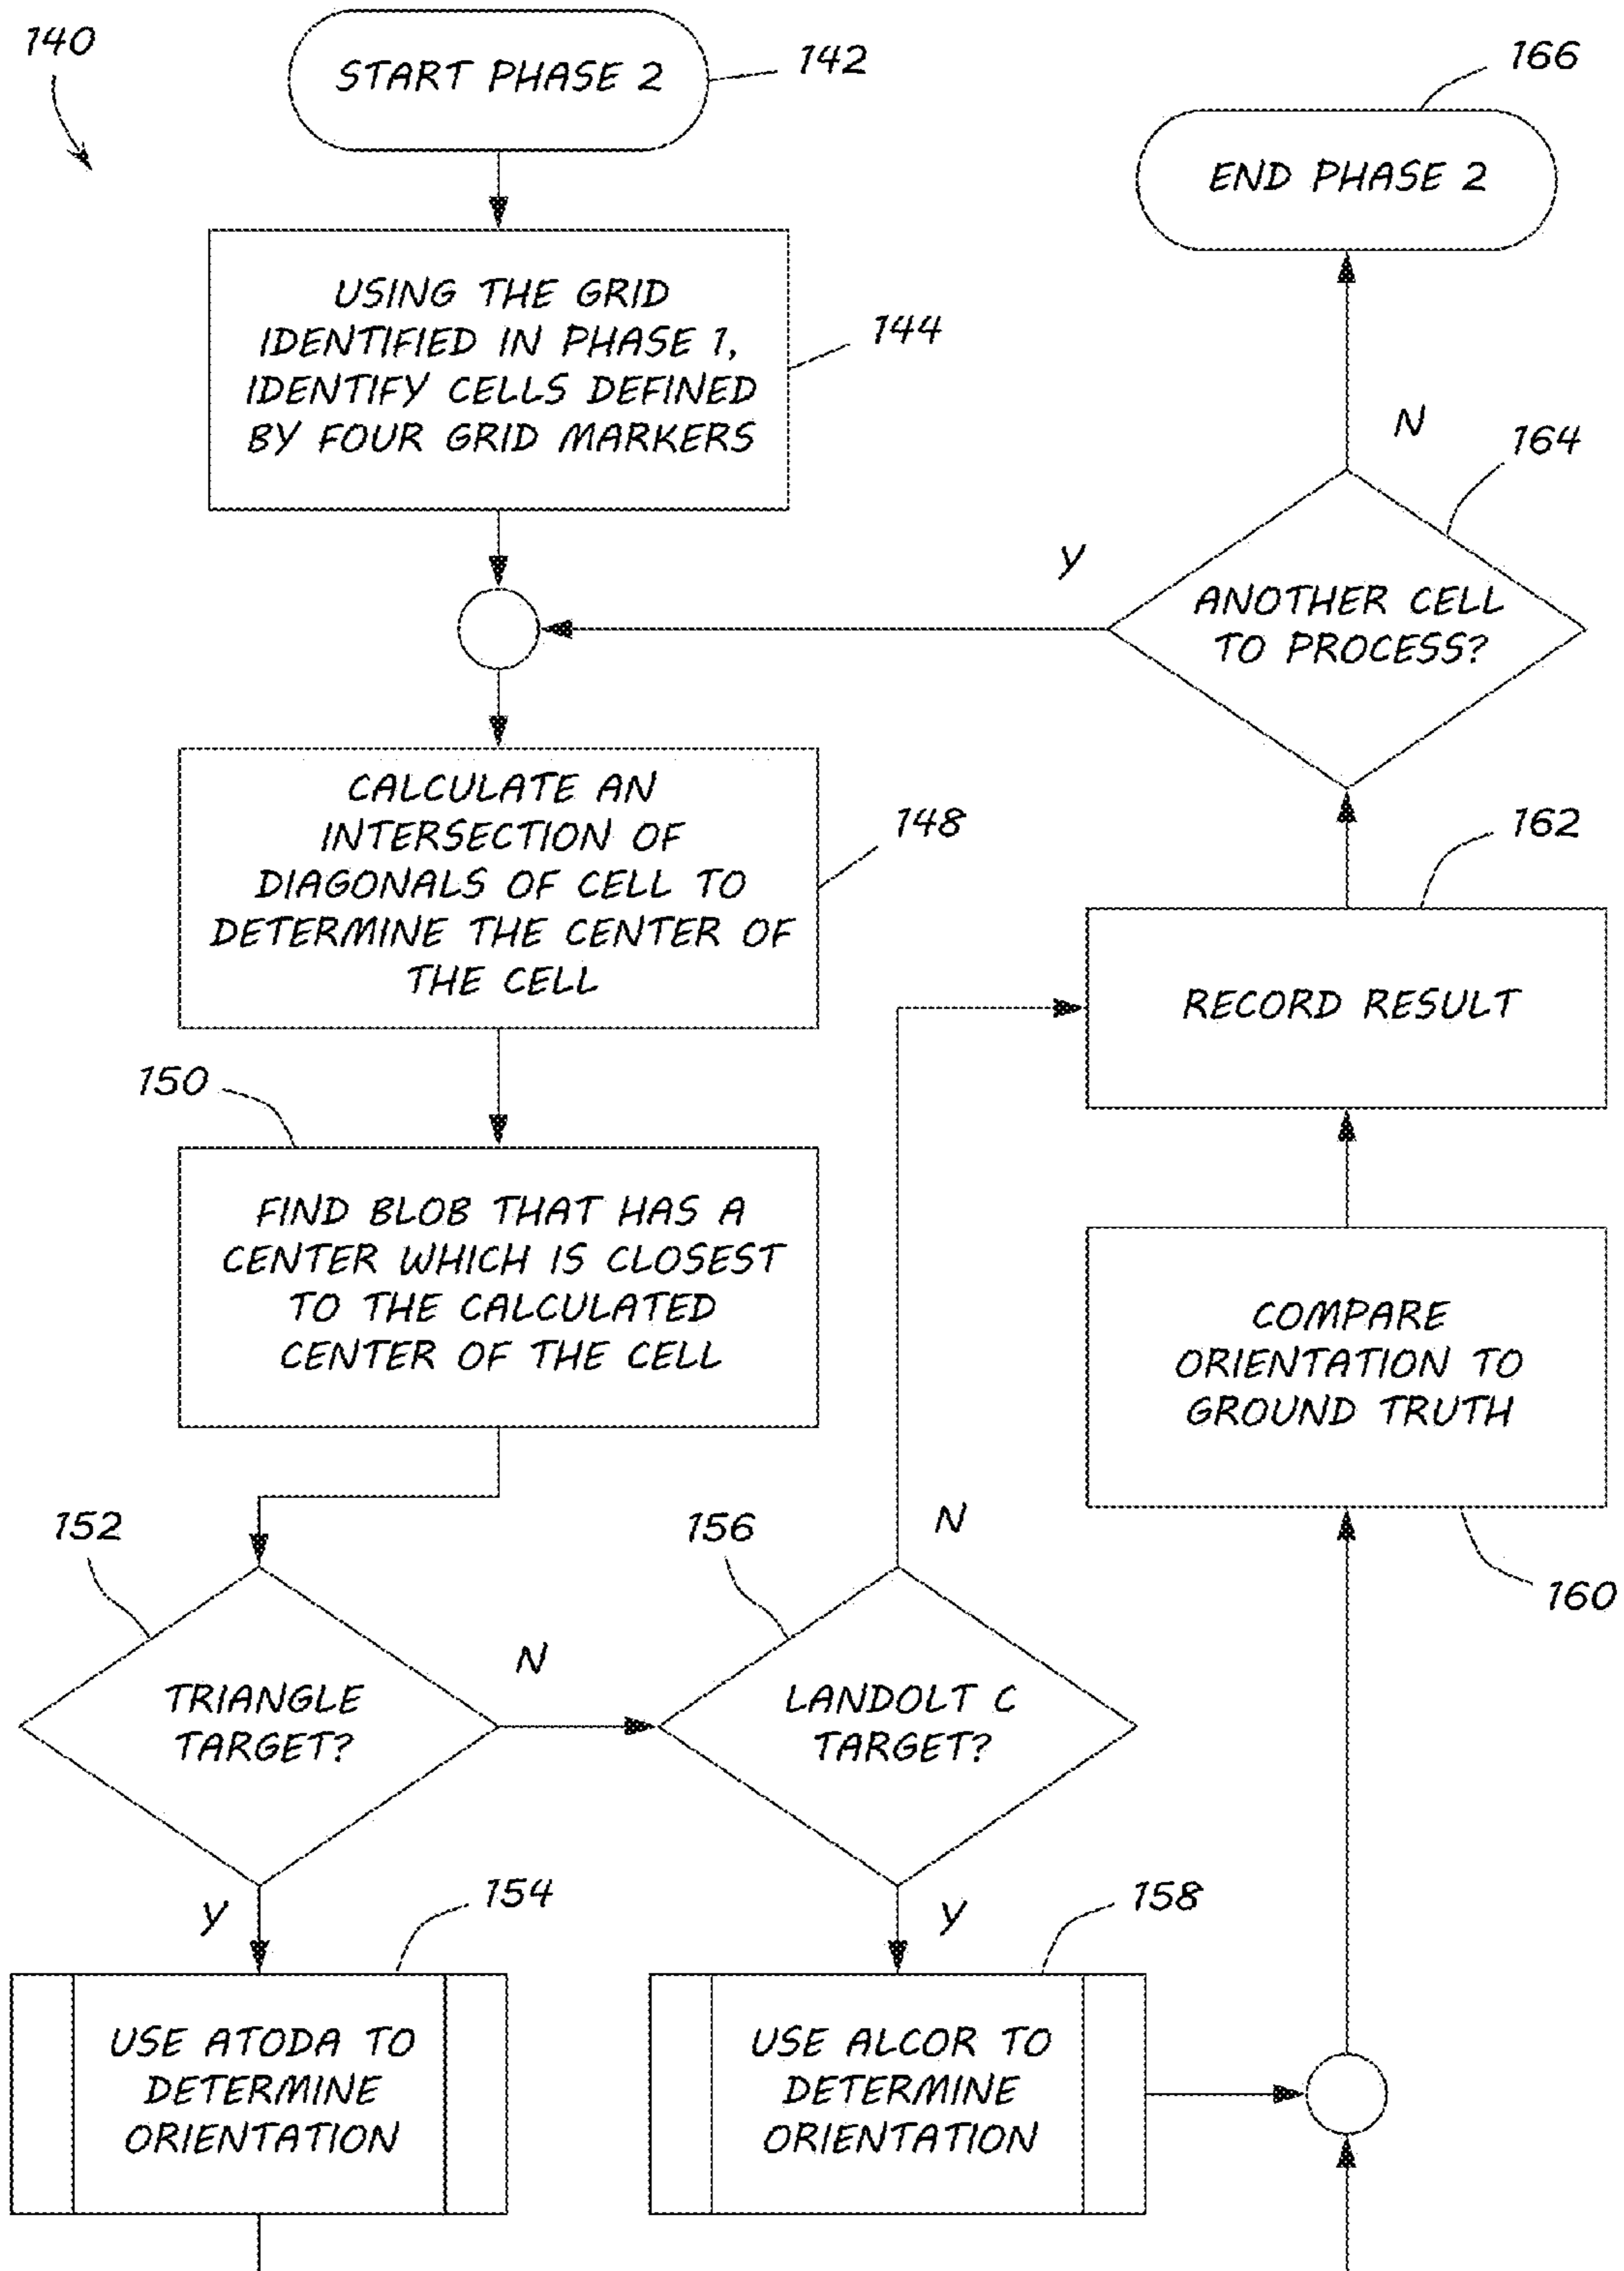 140
START PHASE 2
142
USING THE GRID
IDENTIFIED IN PHASE 1,
IDENTIFY CELLS DEFINED
BY FOUR GRID MARKERS
144
CALCULATE AN
INTERSECTION OF
DIAGONALS OF CELL TO
DETERMINE THE CENTER OF
THE CELL
148
150
FIND BLOB THAT HAS A
CENTER WHICH IS CLOSEST
TO THE CALCULATED
CENTER OF THE CELL
152
TRIANGLE
TARGET?
N
Y
154
USE ATODA TO
DETERMINE
ORIENTATION
156
LANDOLT C
TARGET?
N
Y
158
USE ALCOR TO
DETERMINE
ORIENTATION
COMPARE
ORIENTATION TO
GROUND TRUTH
160
RECORD RESULT
162
ANOTHER CELL
TO PROCESS?
164
Y
N
END PHASE 2
166